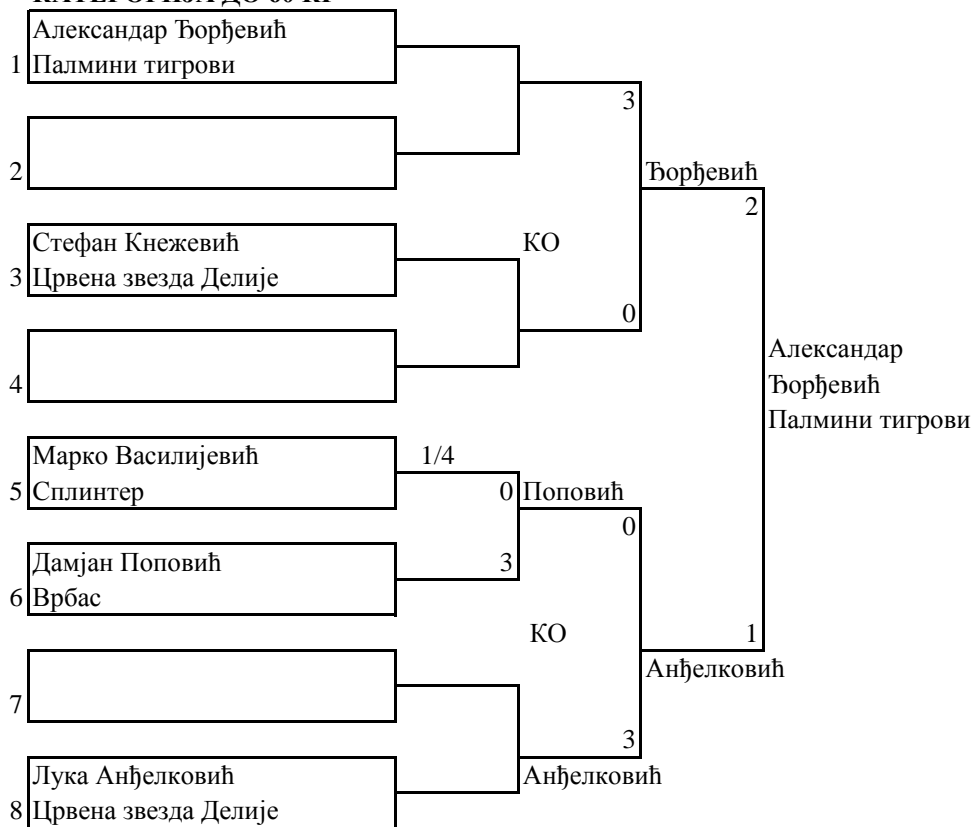 1 Александар Ђорђевић
Палмини тигрови
3
2
Ђорђевић
2
3 Стефан Кнежевић
Црвена звезда Делије
КО
0
4
Александар
Ђорђевић
Палмини тигрови
5 Марко Василијевић
Сплинтер
1/4
0
Поповић
0
6 Дамјан Поповић
Врбас
3
КО
1
Анђелковић
7
3
Анђелковић
8 Лука Анђелковић
Црвена звезда Делије